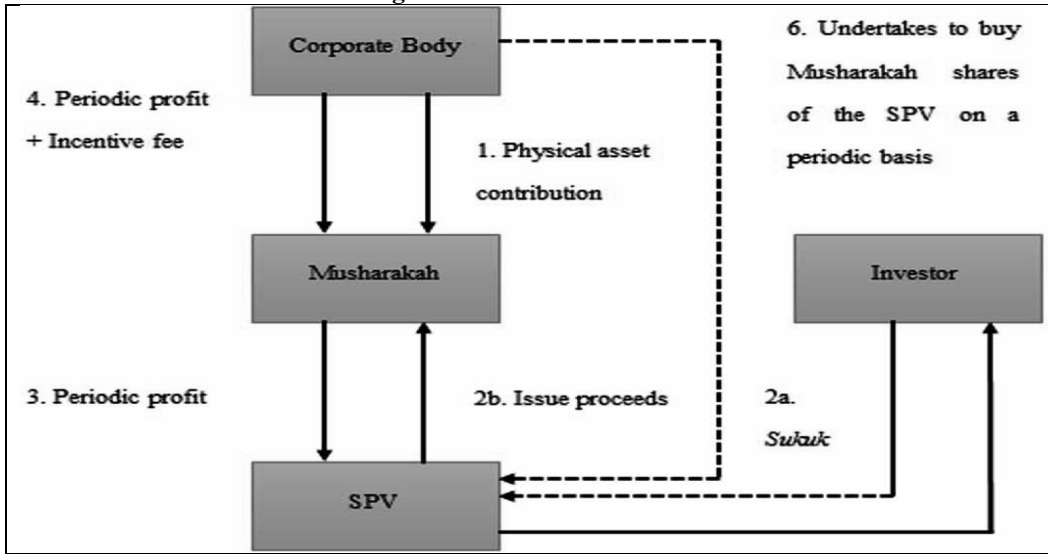 Corporate Body
6. Undertakes to buy
Musharakah shares
of the SPV on a
periodic basis
4. Periodic profit
+ Incentive fee
1. Physical asset
contribution
Musharakah
Investor
3. Periodic profit
2b. Issue proceeds
2a.
Sukuk
SPV